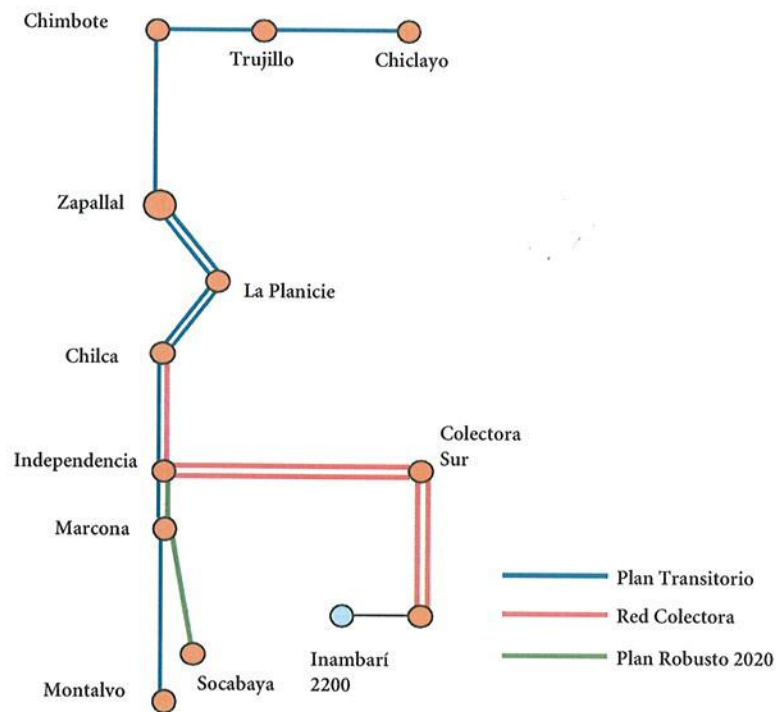 Chimbote
Trujillo
Chiclayo
Zapallal
La Planicie
Chilca
Independencia
Colectora
Sur
Marcona
Plan Transitorio
Red Colectora
Inambarí
2200
Plan Robusto 2020
Socabaya
Montalvo